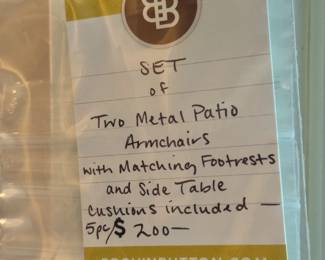 SET
of
Two Metal Patio
Armchairs
with Matching Footrests
and Side Table
cushions included —
5pc/$ 200—